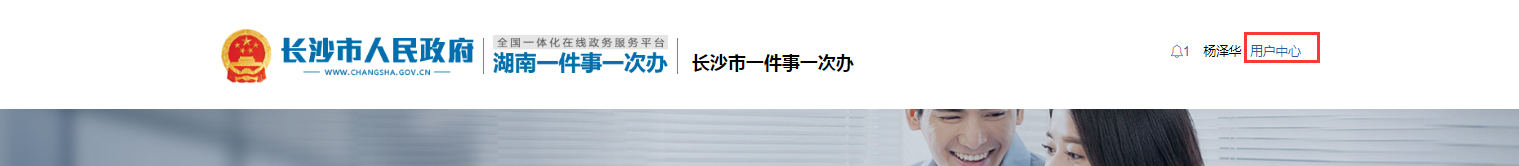 长沙市人民政府
WWW.CHANGSHA.GOV.CN
全国一体化在线政务服务平台
湖南一件事一次办
长沙市一件事一次办
1 杨泽华 用户中心